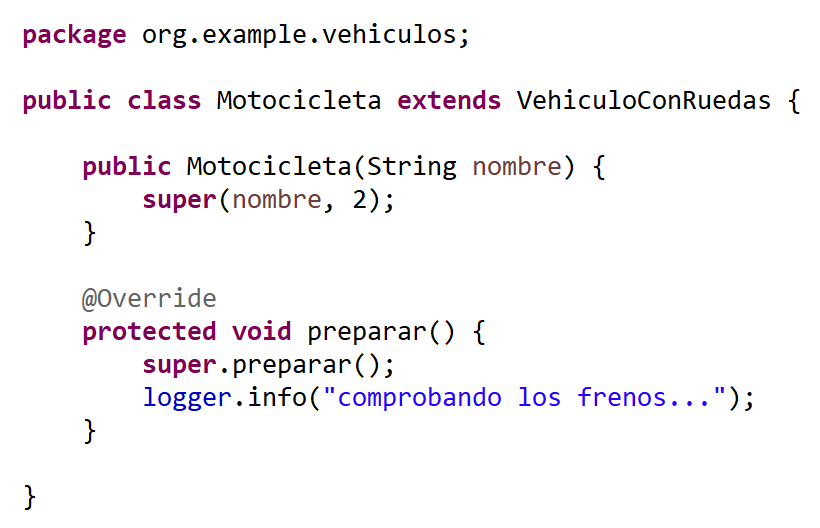 package org.example.vehiculos;
public class Motocicleta extends VehiculoConRuedas {
public Motocicleta(String nombre) {
super(nombre, 2);
}
@Override
protected void preparar() {
super.preparar();
logger.info("comprobando los frenos...");
}
}